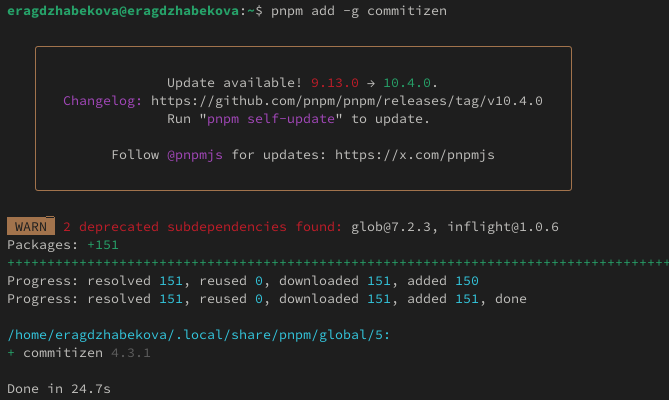 eragdzhabekova@eragdzhabekova:~$ pnpm add -g commitizen
Update available! 9.13.0 → 10.4.0.
Changelog: https://github.com/pnpm/pnpm/releases/tag/v10.4.0
Run "pnpm self-update" to update.
Follow @pnpmjs for updates: https://x.com/pnpmjs
WARN 2 deprecated subdependencies found: glob@7.2.3, inflight@1.0.6
Packages: +151
+++++++++++++++++++++++++++++++++++++++++++++++++++++++++++++++++++++++++++++++++++
Progress: resolved 151, reused 0, downloaded 151, added 150
Progress: resolved 151, reused 0, downloaded 151, added 151, done
/home/eragdzhabekova/.local/share/pnpm/global/5:
+ commitizen 4.3.1
Done in 24.7s